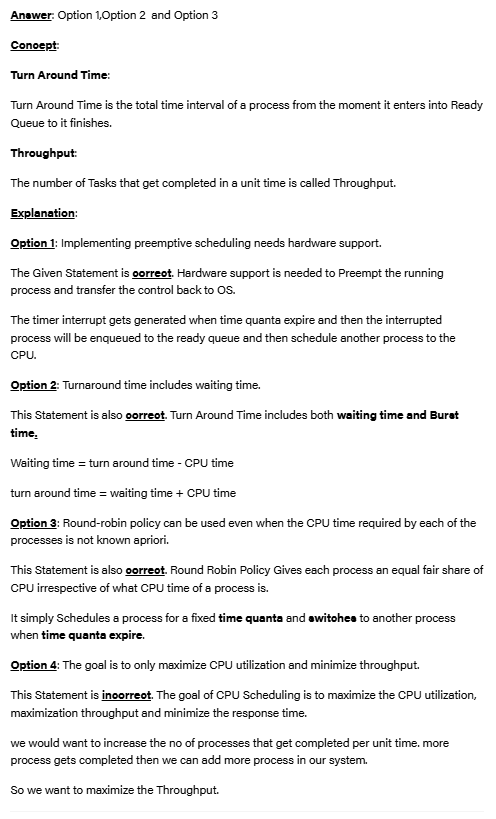 Answer: Option 1,Option 2 and Option 3
Concept:
Turn Around Time:
Turn Around Time is the total time interval of a process from the moment it enters into Ready
Queue to it finishes.
Throughput:
The number of Tasks that get completed in a unit time is called Throughput.
Explanation:
Option 1: Implementing preemptive scheduling needs hardware support.
The Given Statement is correct. Hardware support is needed to Preempt the running
process and transfer the control back to OS.
The timer interrupt gets generated when time quanta expire and then the interrupted
process will be enqueued to the ready queue and then schedule another process to the
CPU.
Option 2: Turnaround time includes waiting time.
This Statement is also correct. Turn Around Time includes both waiting time and Burst
time.
Waiting time = turn around time - CPU time
turn around time = waiting time + CPU time
Option 3: Round-robin policy can be used even when the CPU time required by each of the
processes is not known apriori.
This Statement is also correct. Round Robin Policy Gives each process an equal fair share of
CPU irrespective of what CPU time of a process is.
It simply Schedules a process for a fixed time quanta and switches to another process
when time quanta expire.
Option 4: The goal is to only maximize CPU utilization and minimize throughput.
This Statement is incorrect. The goal of CPU Scheduling is to maximize the CPU utilization,
maximization throughput and minimize the response time.
we would want to increase the no of processes that get completed per unit time. more
process gets completed then we can add more process in our system.
So we want to maximize the Throughput.